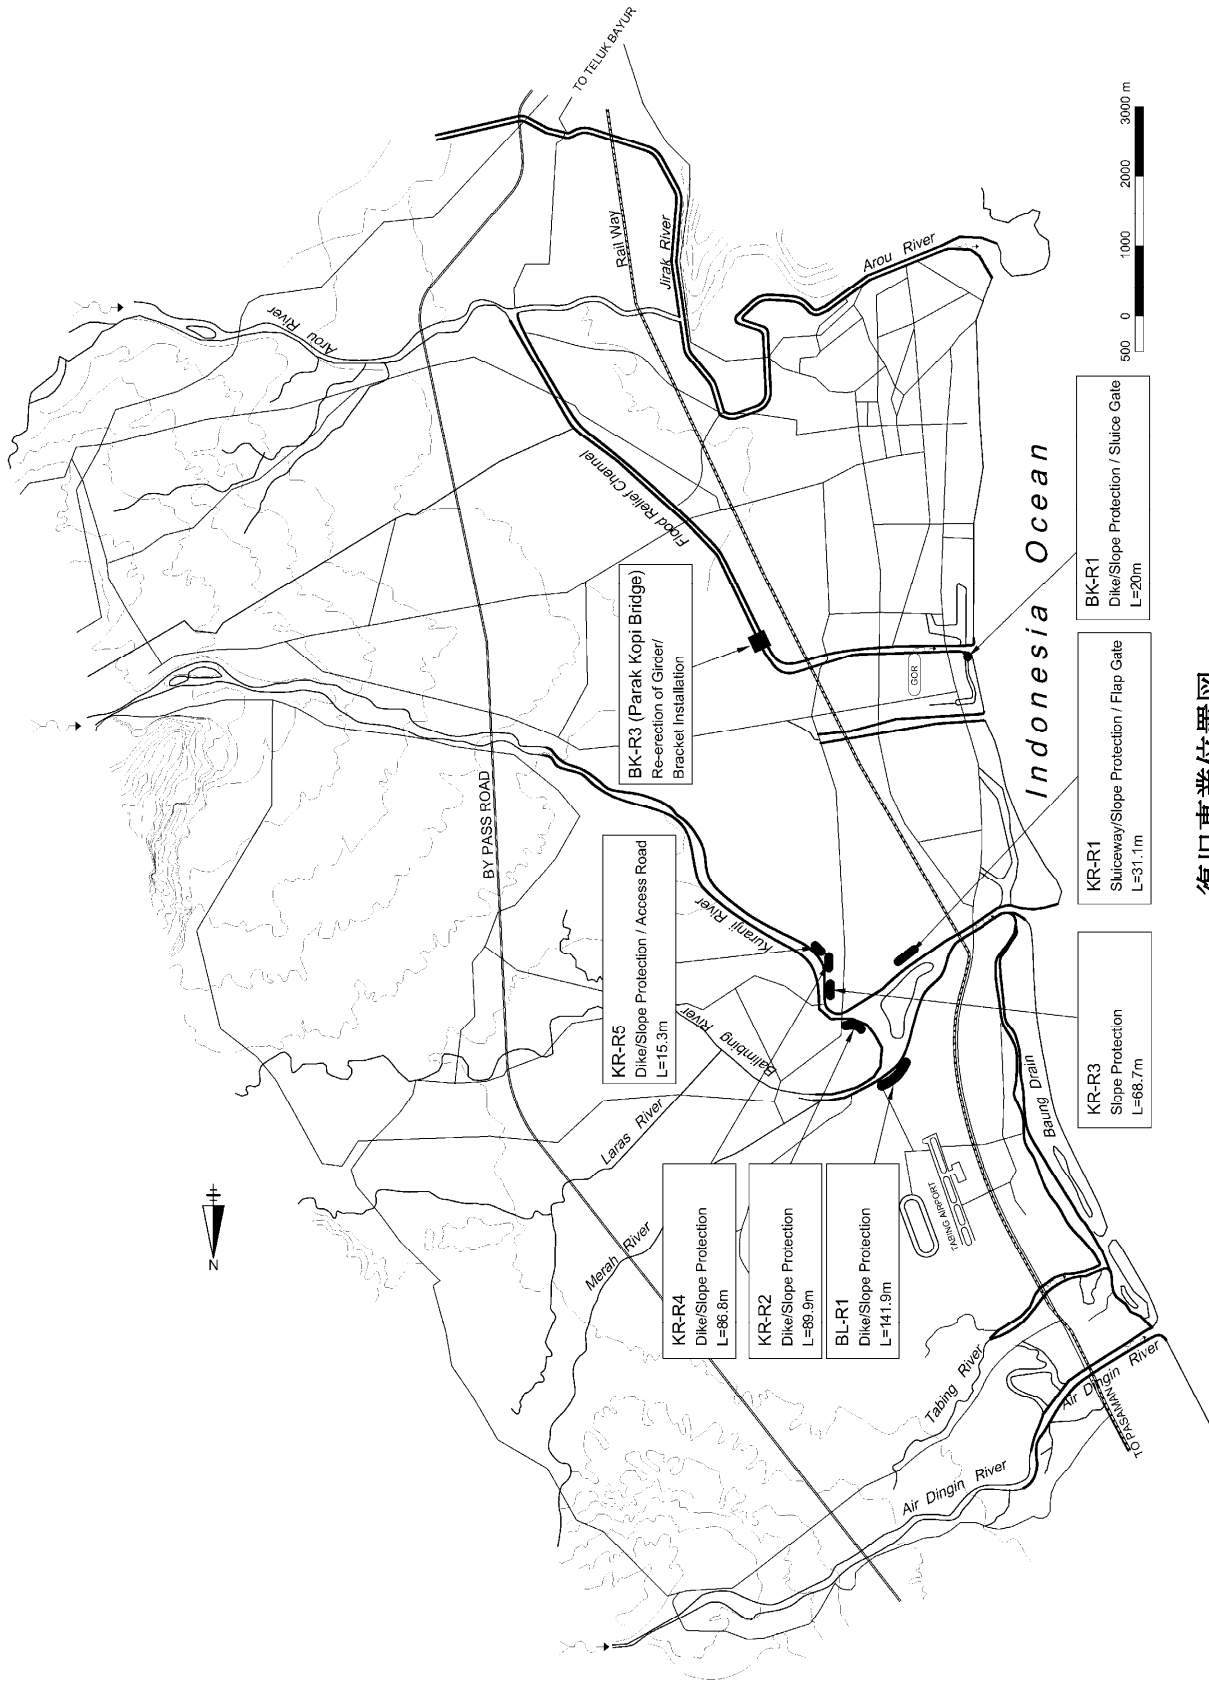 N
Arou River
TO TELUK BAYUR
BY PASS ROAD
Rail Way
Jirak River
Arou River
Flood Relief Chennel
BK-R3 (Parak Kopi Bridge)
Re-erection of Girder/
Bracket Installation
GOR
KR-R5
Dike/Slope Protection / Access Road
L=15.3m
Kuranji River
Balimbing River
Laras River
Merah River
KR-R4
Dike/Slope Protection
L=86.8m
KR-R2
Dike/Slope Protection
L=89.9m
BL-R1
Dike/Slope Protection
L=141.9m
TABING AIRPORT
Tabing River
Air Dingin River
Air Dingin River
TO PASAMAN
Baung Drain
Indonesia Ocean
KR-R3
Slope Protection
L=68.7m
KR-R1
Sluiceway/Slope Protection / Flap Gate
L=31.1m
BK-R1
Dike/Slope Protection / Sluice Gate
L=20m
500 0 1000 2000 3000 m